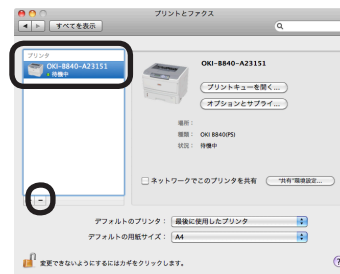 プリントとファクス
すべてを表示
プリンタ
OKI-B840-A23151
待機中
OKI-B840-A23151
プリントキューを開く...
オプションとサプライ...
場所：
種類： OKI B840(PS)
状況： 待機中
ネットワークでこのプリンタを共有
"共有"環境設定...
デフォルトのプリンタ： 最後に使用したプリンタ
デフォルトの用紙サイズ： A4
変更できないようにするにはカギをクリックします。
?